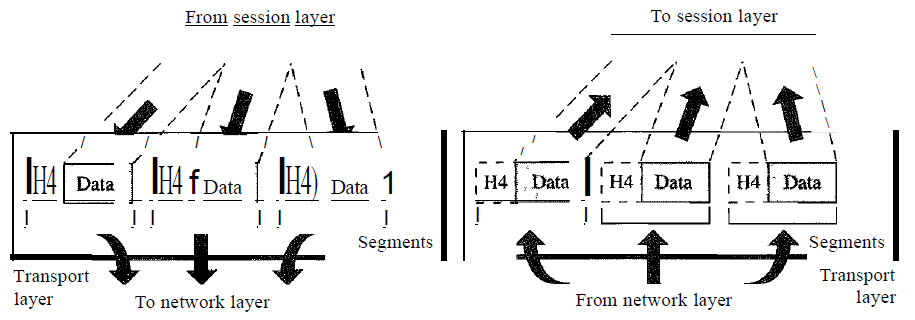 From session layer
H4 Data H4 f Data H4) Data 1
Segments
Transport
layer
To network layer
To session layer
H4 Data H4 Data H4 Data
Segments
Transport
layer
From network layer